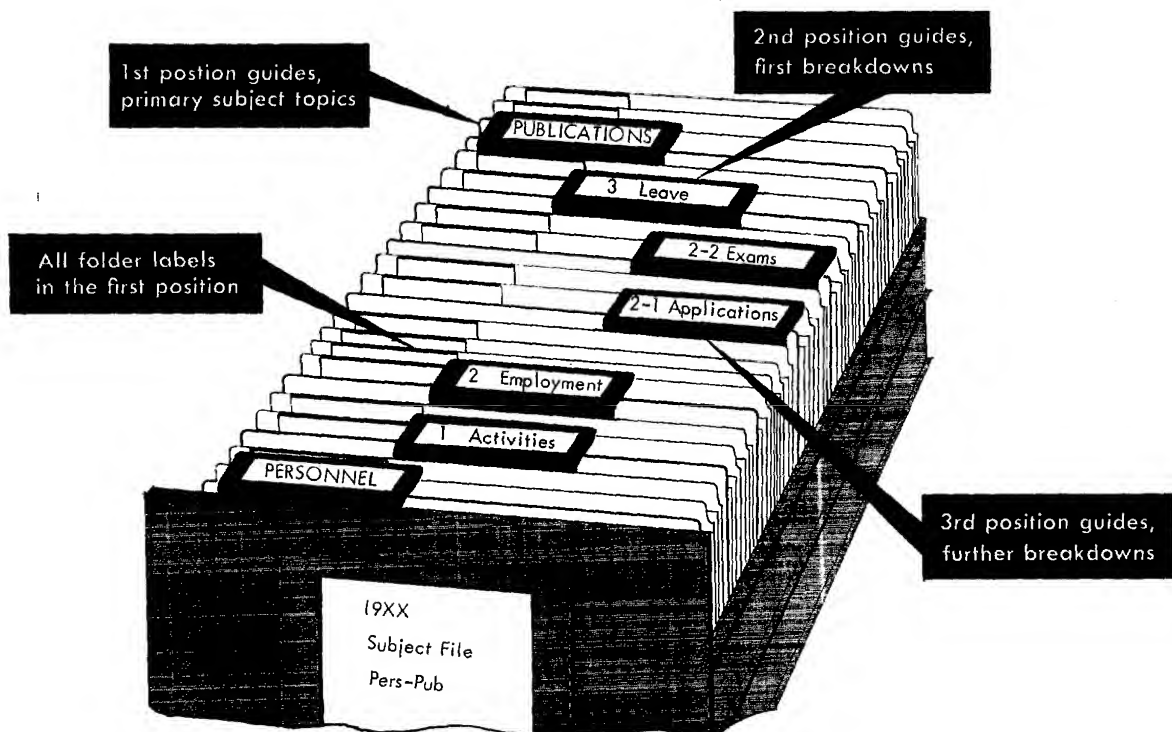 1st postion guides,
primary subject topics
2nd position guides,
first breakdowns
PUBLICATIONS
3 Leave
2-2 Exams
All folder labels
in the first position
2-1 Applications
2 Employment
1 Activities
PERSONNEL
3rd position guides,
further breakdowns
19XX
Subject File
Pers-Pub